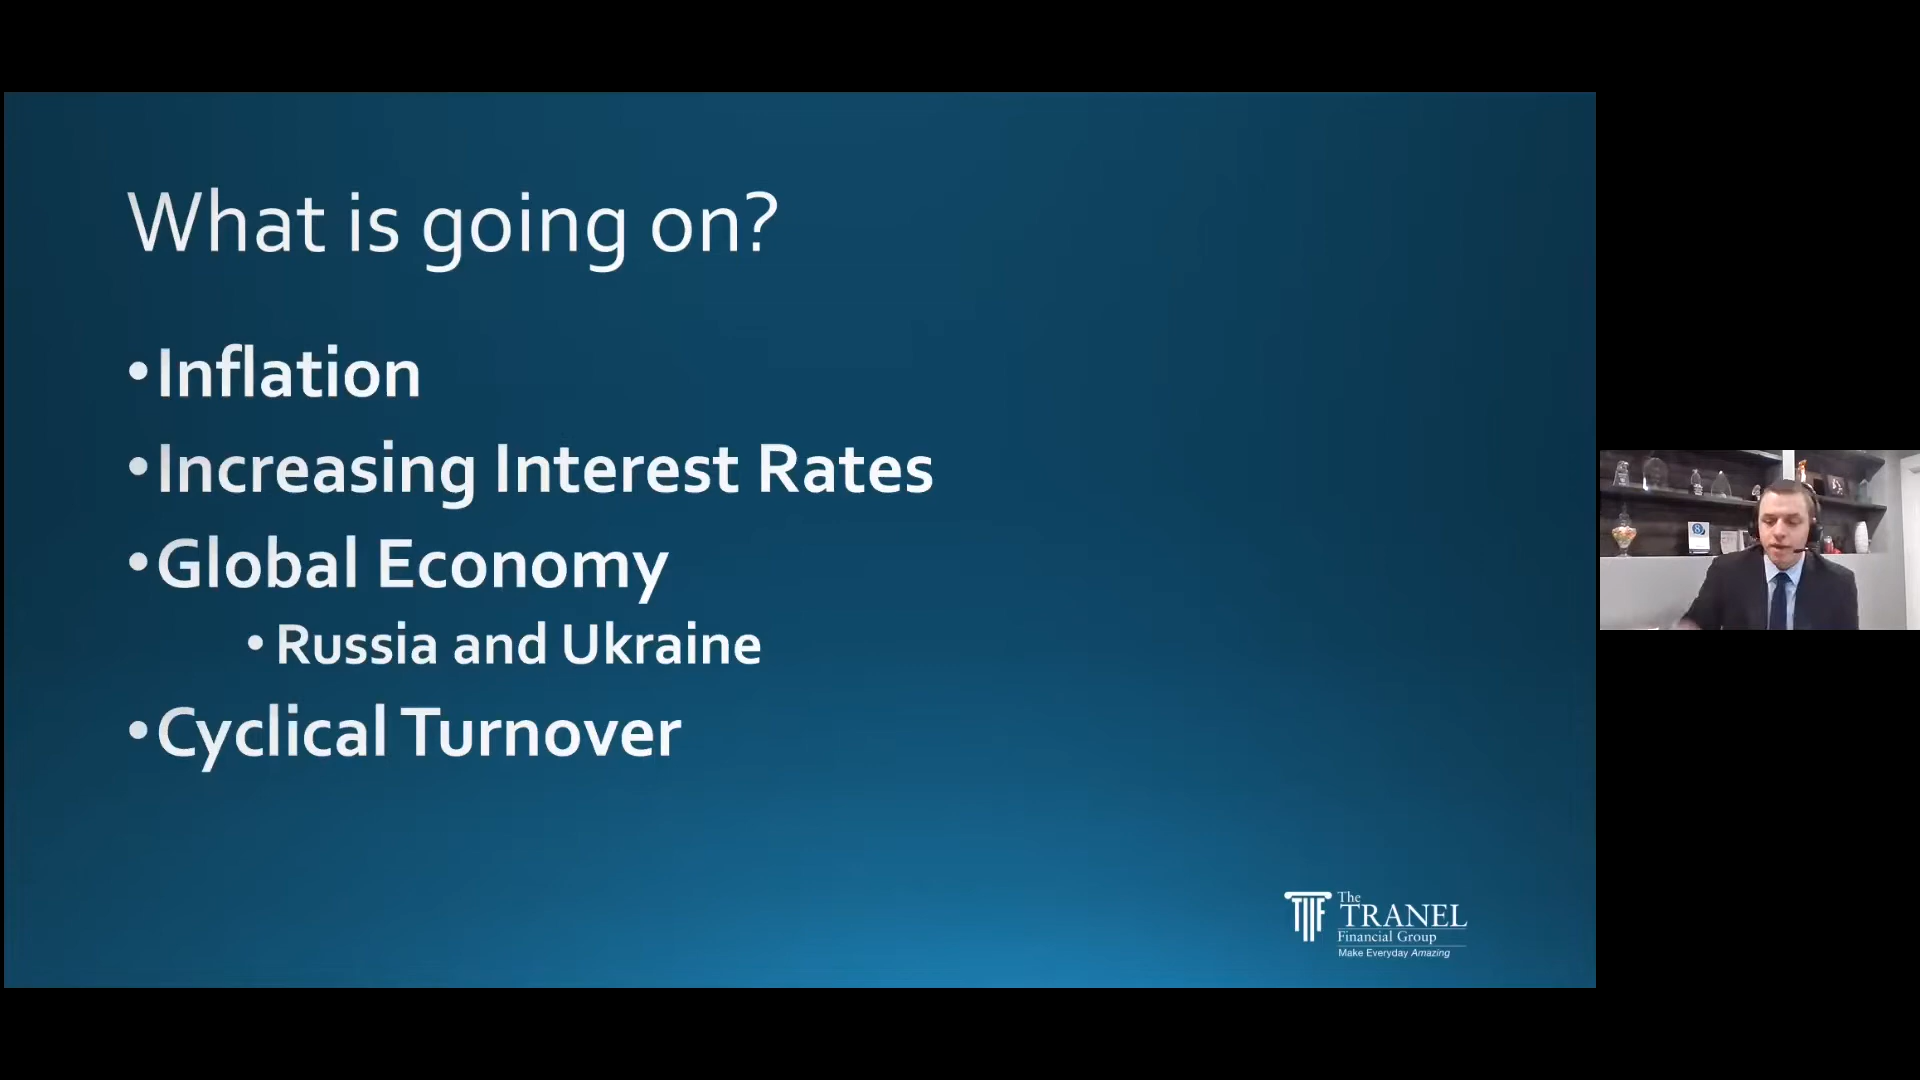 What is going on?
•Inflation
•Increasing Interest Rates
•Global Economy
•Russia and Ukraine
•Cyclical Turnover
The
TRANEL
Financial Group
Make Everyday Amazing